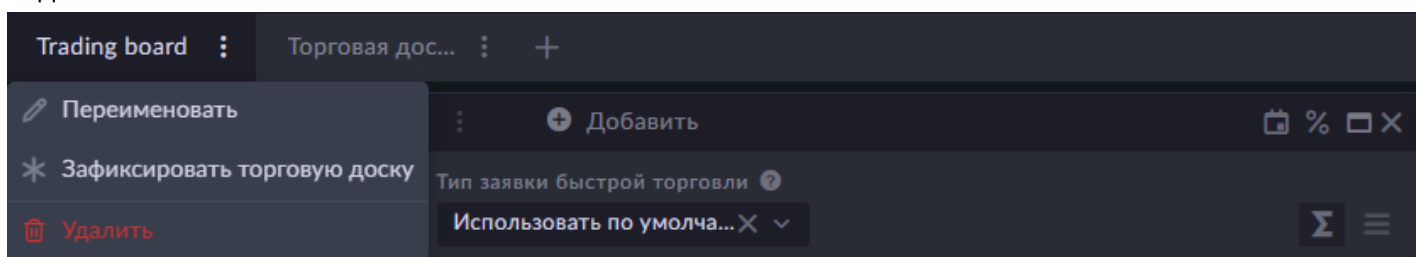 Trading board
Торговая дос...
Переименовать
Добавить
%
Зафиксировать торговую доску
Тип заявки быстрой торговли ?
Использовать по умолча...
Σ
Удалить